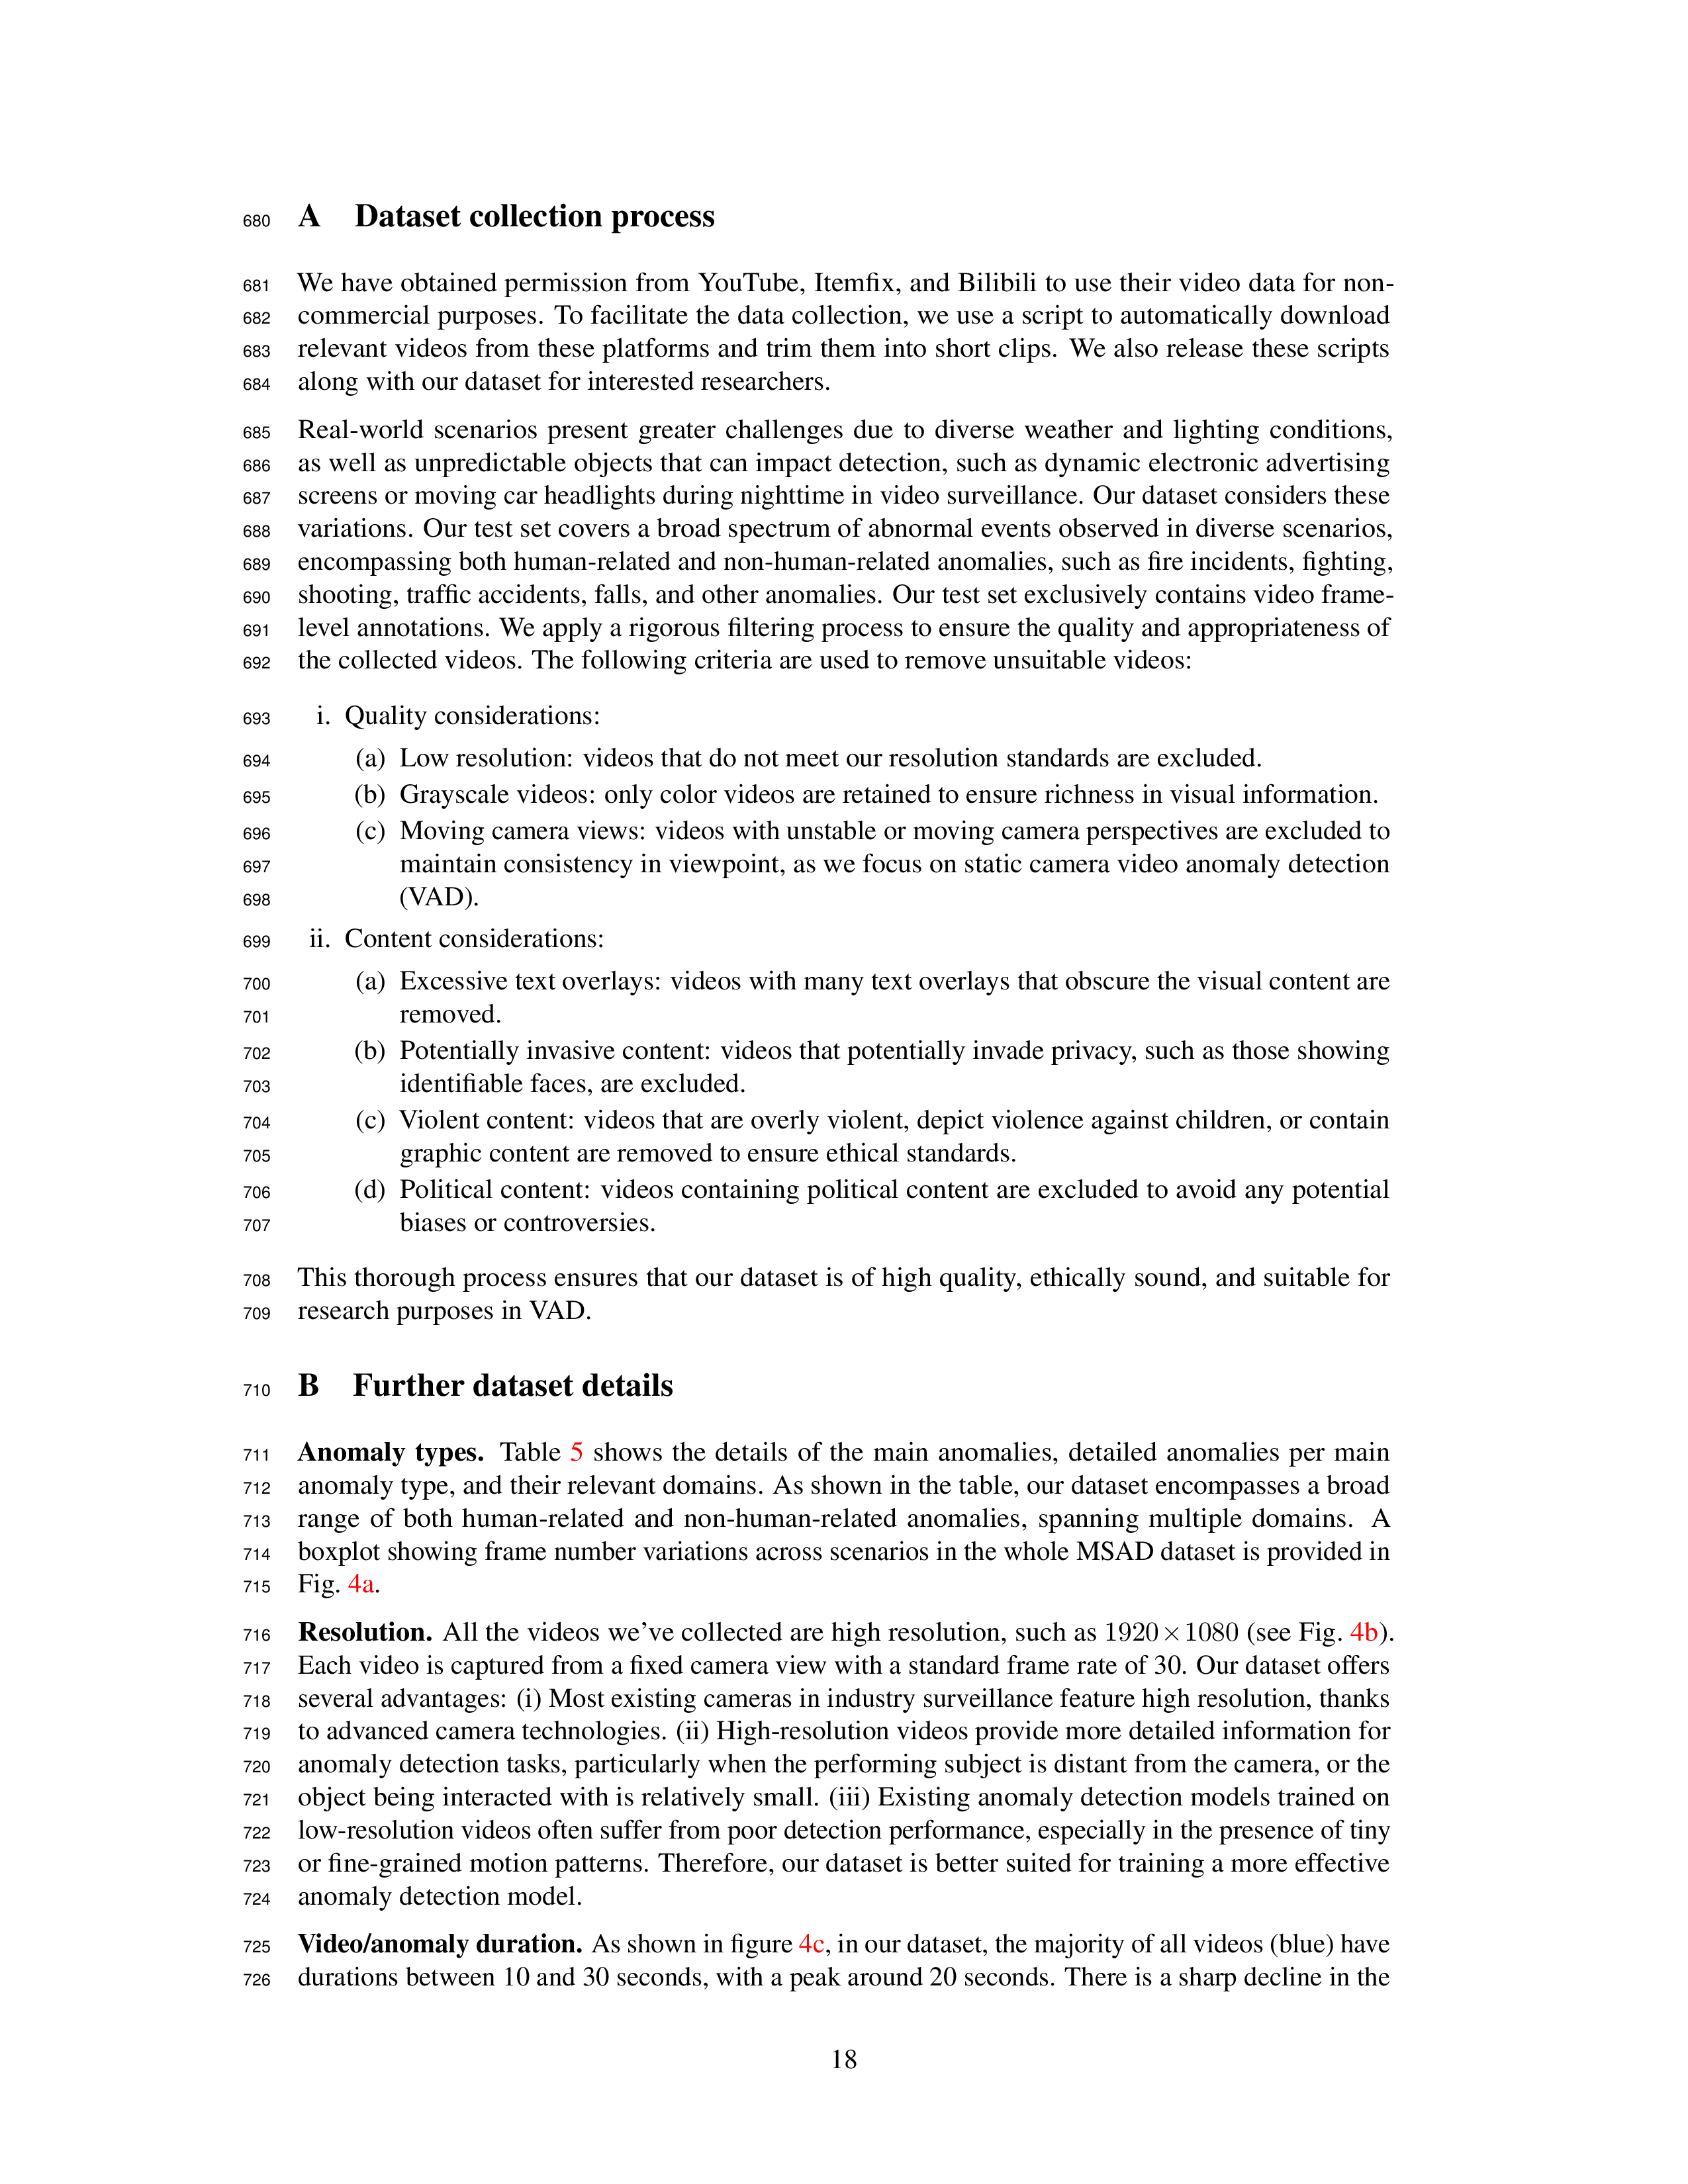 680 A Dataset collection process
681 We have obtained permission from YouTube, Itemfix, and Bilibili to use their video data for non-
682 commercial purposes. To facilitate the data collection, we use a script to automatically download
683 relevant videos from these platforms and trim them into short clips. We also release these scripts
684 along with our dataset for interested researchers.
685 Real-world scenarios present greater challenges due to diverse weather and lighting conditions,
686 as well as unpredictable objects that can impact detection, such as dynamic electronic advertising
687 screens or moving car headlights during nighttime in video surveillance. Our dataset considers these
688 variations. Our test set covers a broad spectrum of abnormal events observed in diverse scenarios,
689 encompassing both human-related and non-human-related anomalies, such as fire incidents, fighting,
690 shooting, traffic accidents, falls, and other anomalies. Our test set exclusively contains video frame-
691 level annotations. We apply a rigorous filtering process to ensure the quality and appropriateness of
692 the collected videos. The following criteria are used to remove unsuitable videos:
693 i. Quality considerations:
694 (a) Low resolution: videos that do not meet our resolution standards are excluded.
695 (b) Grayscale videos: only color videos are retained to ensure richness in visual information.
696 (c) Moving camera views: videos with unstable or moving camera perspectives are excluded to
697 maintain consistency in viewpoint, as we focus on static camera video anomaly detection
698 (VAD).
699 ii. Content considerations:
700 (a) Excessive text overlays: videos with many text overlays that obscure the visual content are
701 removed.
702 (b) Potentially invasive content: videos that potentially invade privacy, such as those showing
703 identifiable faces, are excluded.
704 (c) Violent content: videos that are overly violent, depict violence against children, or contain
705 graphic content are removed to ensure ethical standards.
706 (d) Political content: videos containing political content are excluded to avoid any potential
707 biases or controversies.
708 This thorough process ensures that our dataset is of high quality, ethically sound, and suitable for
709 research purposes in VAD.
710 B Further dataset details
711 Anomaly types. Table 5 shows the details of the main anomalies, detailed anomalies per main
712 anomaly type, and their relevant domains. As shown in the table, our dataset encompasses a broad
713 range of both human-related and non-human-related anomalies, spanning multiple domains. A
714 boxplot showing frame number variations across scenarios in the whole MSAD dataset is provided in
715 Fig. 4a.
716 Resolution. All the videos we've collected are high resolution, such as 1920×1080 (see Fig. 4b).
717 Each video is captured from a fixed camera view with a standard frame rate of 30. Our dataset offers
718 several advantages: (i) Most existing cameras in industry surveillance feature high resolution, thanks
719 to advanced camera technologies. (ii) High-resolution videos provide more detailed information for
720 anomaly detection tasks, particularly when the performing subject is distant from the camera, or the
721 object being interacted with is relatively small. (iii) Existing anomaly detection models trained on
722 low-resolution videos often suffer from poor detection performance, especially in the presence of tiny
723 or fine-grained motion patterns. Therefore, our dataset is better suited for training a more effective
724 anomaly detection model.
725 Video/anomaly duration. As shown in figure 4c, in our dataset, the majority of all videos (blue) have
726 durations between 10 and 30 seconds, with a peak around 20 seconds. There is a sharp decline in the
18